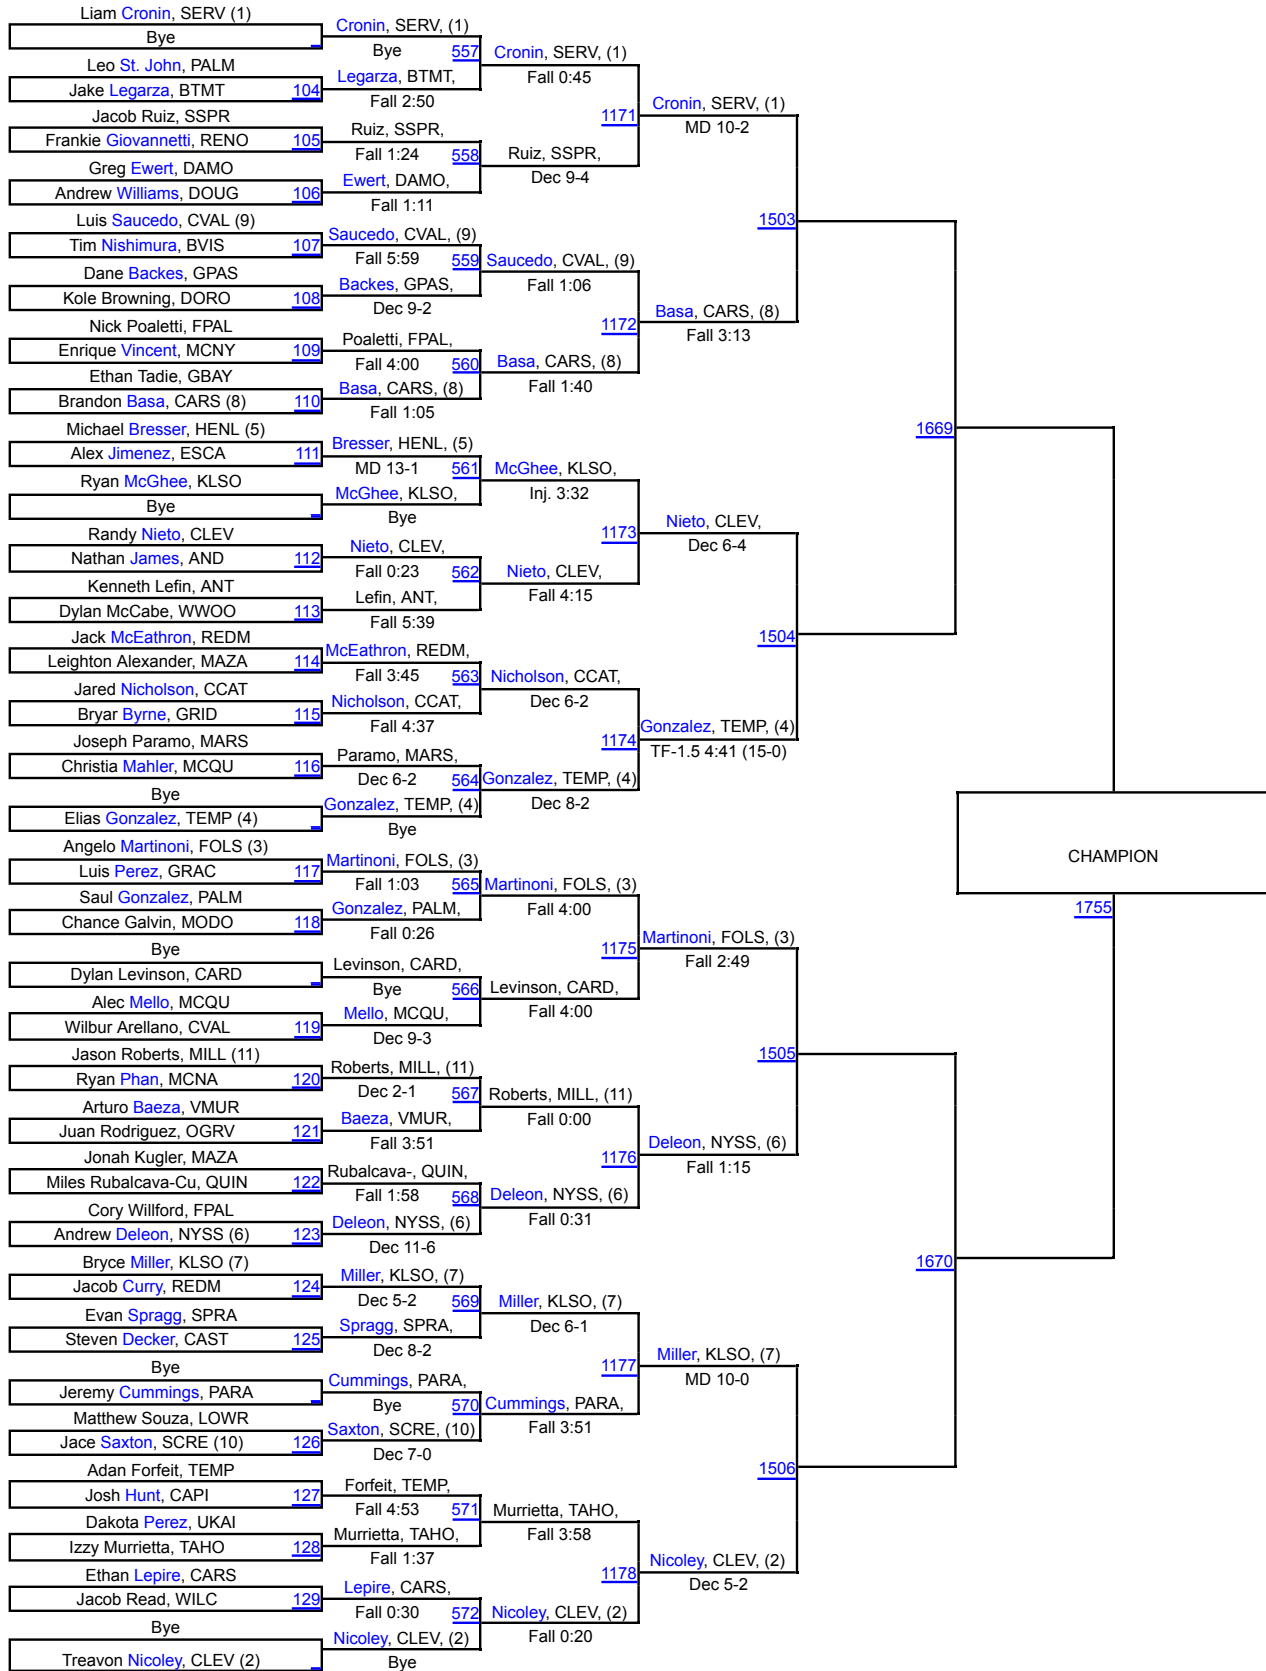 Liam Cronin, SERV (1)
Bye
Leo St. John, PALM
Jake Legarza, BTMT 104
Jacob Ruiz, SSPR
Frankie Giovannetti, RENO 105
Greg Ewert, DAMO
Andrew Williams, DOUG 106
Luis Saucedo, CVAL (9)
Tim Nishimura, BVIS 107
Dane Backes, GPAS
Kole Browning, DORO 108
Nick Poaletti, FPAL
Enrique Vincent, MCNY 109
Ethan Tadie, GBAY
Brandon Basa, CARS (8) 110
Michael Bresser, HENL (5)
Alex Jimenez, ESCA 111
Ryan McGhee, KLSO
Bye
Randy Nieto, CLEV
Nathan James, AND 112
Kenneth Lefin, ANT
Dylan McCabe, WWOO 113
Jack McEathron, REDM
Leighton Alexander, MAZA 114
Jared Nicholson, CCAT
Bryar Byrne, GRID 115
Joseph Paramo, MARS
Christia Mahler, MCQU 116
Bye
Elias Gonzalez, TEMP (4)
Angelo Martinoni, FOLS (3)
Luis Perez, GRAC 117
Saul Gonzalez, PALM
Chance Galvin, MODO 118
Bye
Dylan Levinson, CARD
Alec Mello, MCQU
Wilbur Arellano, CVAL 119
Jason Roberts, MILL (11)
Ryan Phan, MCNA 120
Arturo Baeza, VMUR
Juan Rodriguez, OGRV 121
Jonah Kugler, MAZA
Miles Rubalcava-Cu, QUIN 122
Cory Willford, FPAL
Andrew Deleon, NYSS (6) 123
Bryce Miller, KLSO (7)
Jacob Curry, REDM 124
Evan Spragg, SPRA
Steven Decker, CAST 125
Bye
Jeremy Cummings, PARA
Matthew Souza, LOWR
Jace Saxton, SCRE (10) 126
Adan Forfeit, TEMP
Josh Hunt, CAPI 127
Dakota Perez, UKAI
Izzy Murrietta, TAHO 128
Ethan Lepire, CARS
Jacob Read, WILC 129
Bye
Treavon Nicoley, CLEV (2)
Cronin, SERV, (1)
Bye 557
Legarza, BTMT,
Fall 2:50
Ruiz, SSPR,
Fall 1:24 558
Ewert, DAMO,
Fall 1:11
Saucedo, CVAL, (9)
Fall 5:59 559
Backes, GPAS,
Dec 9-2
Poaletti, FPAL,
Fall 4:00 560
Basa, CARS, (8)
Fall 1:05
Bresser, HENL, (5)
MD 13-1 561
McGhee, KLSO,
Bye
Nieto, CLEV,
Fall 0:23 562
Lefin, ANT,
Fall 5:39
McEathron, REDM,
Fall 3:45 563
Nicholson, CCAT,
Fall 4:37
Paramo, MARS,
Dec 6-2 564
Gonzalez, TEMP, (4)
Bye
Martinoni, FOLS, (3)
Fall 1:03 565
Gonzalez, PALM,
Fall 0:26
Levinson, CARD,
Bye 566
Mello, MCQU,
Dec 9-3
Roberts, MILL, (11)
Dec 2-1 567
Baeza, VMUR,
Fall 3:51
Rubalcava-, QUIN,
Fall 1:58 568
Deleon, NYSS, (6)
Dec 11-6
Miller, KLSO, (7)
Dec 5-2 569
Spragg, SPRA,
Dec 8-2
Cummings, PARA,
Bye 570
Saxton, SCRE, (10)
Dec 7-0
Forfeit, TEMP,
Fall 4:53 571
Murrietta, TAHO,
Fall 1:37
Lepire, CARS,
Fall 0:30 572
Nicoley, CLEV, (2)
Bye
Cronin, SERV, (1)
Fall 0:45
1171
Ruiz, SSPR,
Dec 9-4
Saucedo, CVAL, (9)
Fall 1:06
1172
Basa, CARS, (8)
Fall 1:40
McGhee, KLSO,
Inj. 3:32
1173
Nieto, CLEV,
Fall 4:15
Nicholson, CCAT,
Dec 6-2
1174
Gonzalez, TEMP, (4)
Dec 8-2
Martinoni, FOLS, (3)
Fall 4:00
1175
Levinson, CARD,
Fall 4:00
Roberts, MILL, (11)
Fall 0:00
1176
Deleon, NYSS, (6)
Fall 0:31
Miller, KLSO, (7)
Dec 6-1
1177
Cummings, PARA,
Fall 3:51
Murrietta, TAHO,
Fall 3:58
1178
Nicoley, CLEV, (2)
Fall 0:20
Cronin, SERV, (1)
MD 10-2
1503
Basa, CARS, (8)
Fall 3:13
Nieto, CLEV,
Dec 6-4
1504
Gonzalez, TEMP, (4)
TF-1.5 4:41 (15-0)
Martinoni, FOLS, (3)
Fall 2:49
1505
Deleon, NYSS, (6)
Fall 1:15
Miller, KLSO, (7)
MD 10-0
1506
Nicoley, CLEV, (2)
Dec 5-2
1669
1670
CHAMPION
1755